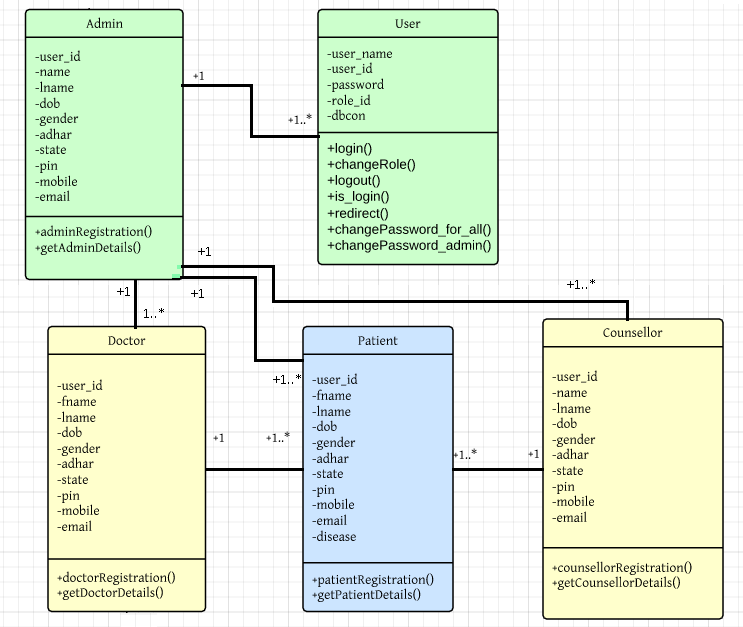 Admin
-user_id
-name
-lname
-dob
-gender
-adhar
-state
-pin
-mobile
-email
+adminRegistration()
+getAdminDetails()
User
-user_name
-user_id
-password
-role_id
-dbcon
+login()
+changeRole()
+logout()
+is_login()
+redirect()
+changePassword_for_all()
+changePassword_admin()
+1
+1..*
+1
+1..*
+1
+1..*
+1
1..*
Doctor
-user_id
-fname
-lname
-dob
-gender
-adhar
-state
-pin
-mobile
-email
+doctorRegistration()
+getDoctorDetails()
+1
+1..*
Patient
-user_id
-fname
-lname
-dob
-gender
-adhar
-state
-pin
-mobile
-email
-disease
+patientRegistration()
+getPatientDetails()
+1..*
+1
Counsellor
-user_id
-name
-lname
-dob
-gender
-adhar
-state
-pin
-mobile
-email
+counsellorRegistration()
+getCounsellorDetails()